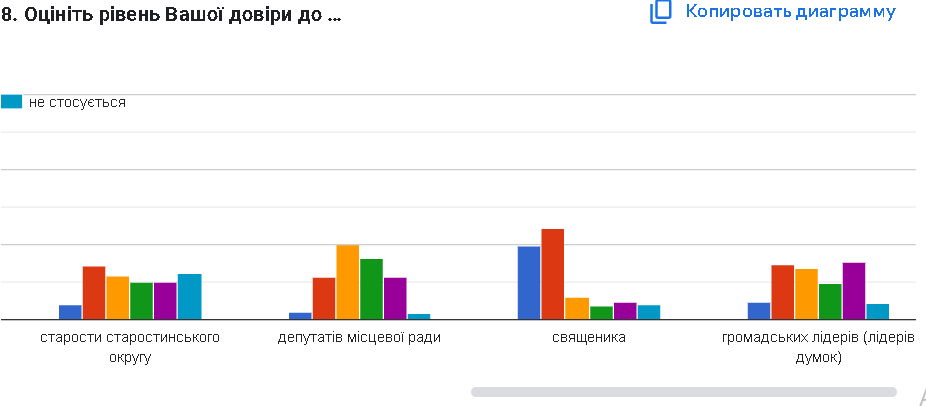 8. Оцініть рівень Вашої довіри до ...
Копировать диаграмму
не стосується
старости старостинського
округу
депутатів місцевої ради
священика
громадських лідерів (лідерів
думок)